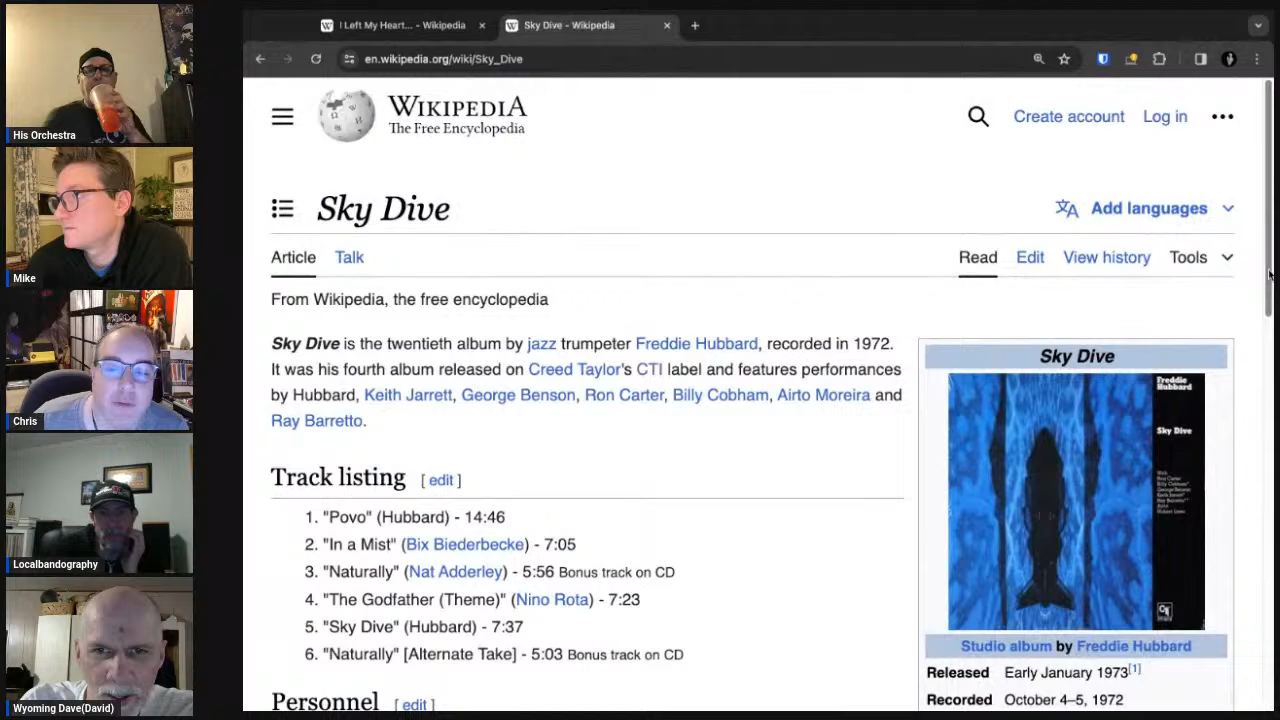 I Left My Heart... - Wikipedia
Sky Dive - Wikipedia
en.wikipedia.org/wiki/Sky_Dive
WIKIPEDIA
The Free Encyclopedia
Create account
Log in
Sky Dive
Add languages
Article
Talk
Read
Edit
View history
Tools
From Wikipedia, the free encyclopedia
Sky Dive is the twentieth album by jazz trumpeter Freddie Hubbard, recorded in 1972.
It was his fourth album released on Creed Taylor's CTI label and features performances
by Hubbard, Keith Jarrett, George Benson, Ron Carter, Billy Cobham, Airto Moreira and
Ray Barretto.
Track listing [ edit ]
1. "Povo" (Hubbard) - 14:46
2. "In a Mist" (Bix Biederbecke) - 7:05
3. "Naturally" (Nat Adderley) - 5:56 Bonus track on CD
4. "The Godfather (Theme)" (Nino Rota) - 7:23
5. "Sky Dive" (Hubbard) - 7:37
6. "Naturally" [Alternate Take] - 5:03 Bonus track on CD
Personnel [ edit ]
Sky Dive
Freddie
Hubbard
Sky Dive
Studio album by Freddie Hubbard
Released Early January 1973[1]
Recorded October 4–5, 1972
His Orchestra
Mike
Chris
Localbandography
Wyoming Dave(David)